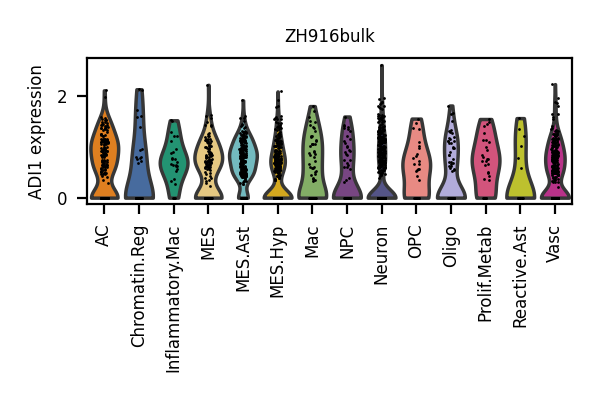 ZH916bulk
ADI1 expression
2
0
AC
Chromatin.Reg
Inflammatory.Mac
MES
MES.Ast
MES.Hyp
Mac
NPC
Neuron
OPC
Oligo
Prolif.Metab
Reactive.Ast
Vasc